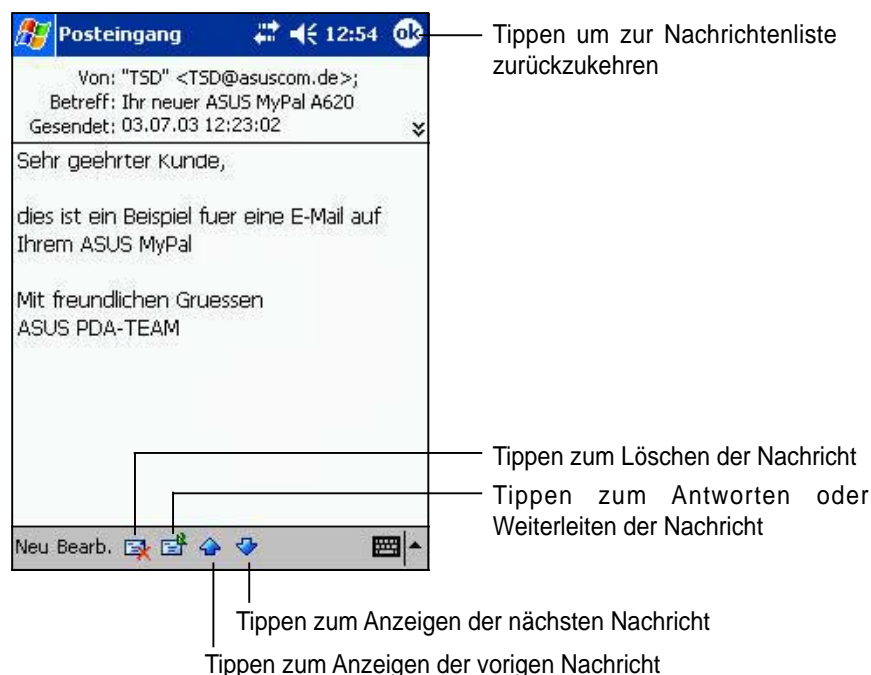 Posteingang 12:54 ok
Tippen um zur Nachrichtenliste
zurückzukehren
Von: "TSD" <TSD@asuscom.de>;
Betreff: Ihr neuer ASUS MyPal A620
Gesendet: 03.07.03 12:23:02
Sehr geehrter Kunde,
dies ist ein Beispiel fuer eine E-Mail auf
Ihrem ASUS MyPal
Mit freundlichen Gruessen
ASUS PDA-TEAM
Tippen zum Löschen der Nachricht
Tippen zum Antworten oder
Weiterleiten der Nachricht
Neu Bearb.
Tippen zum Anzeigen der nächsten Nachricht
Tippen zum Anzeigen der vorigen Nachricht